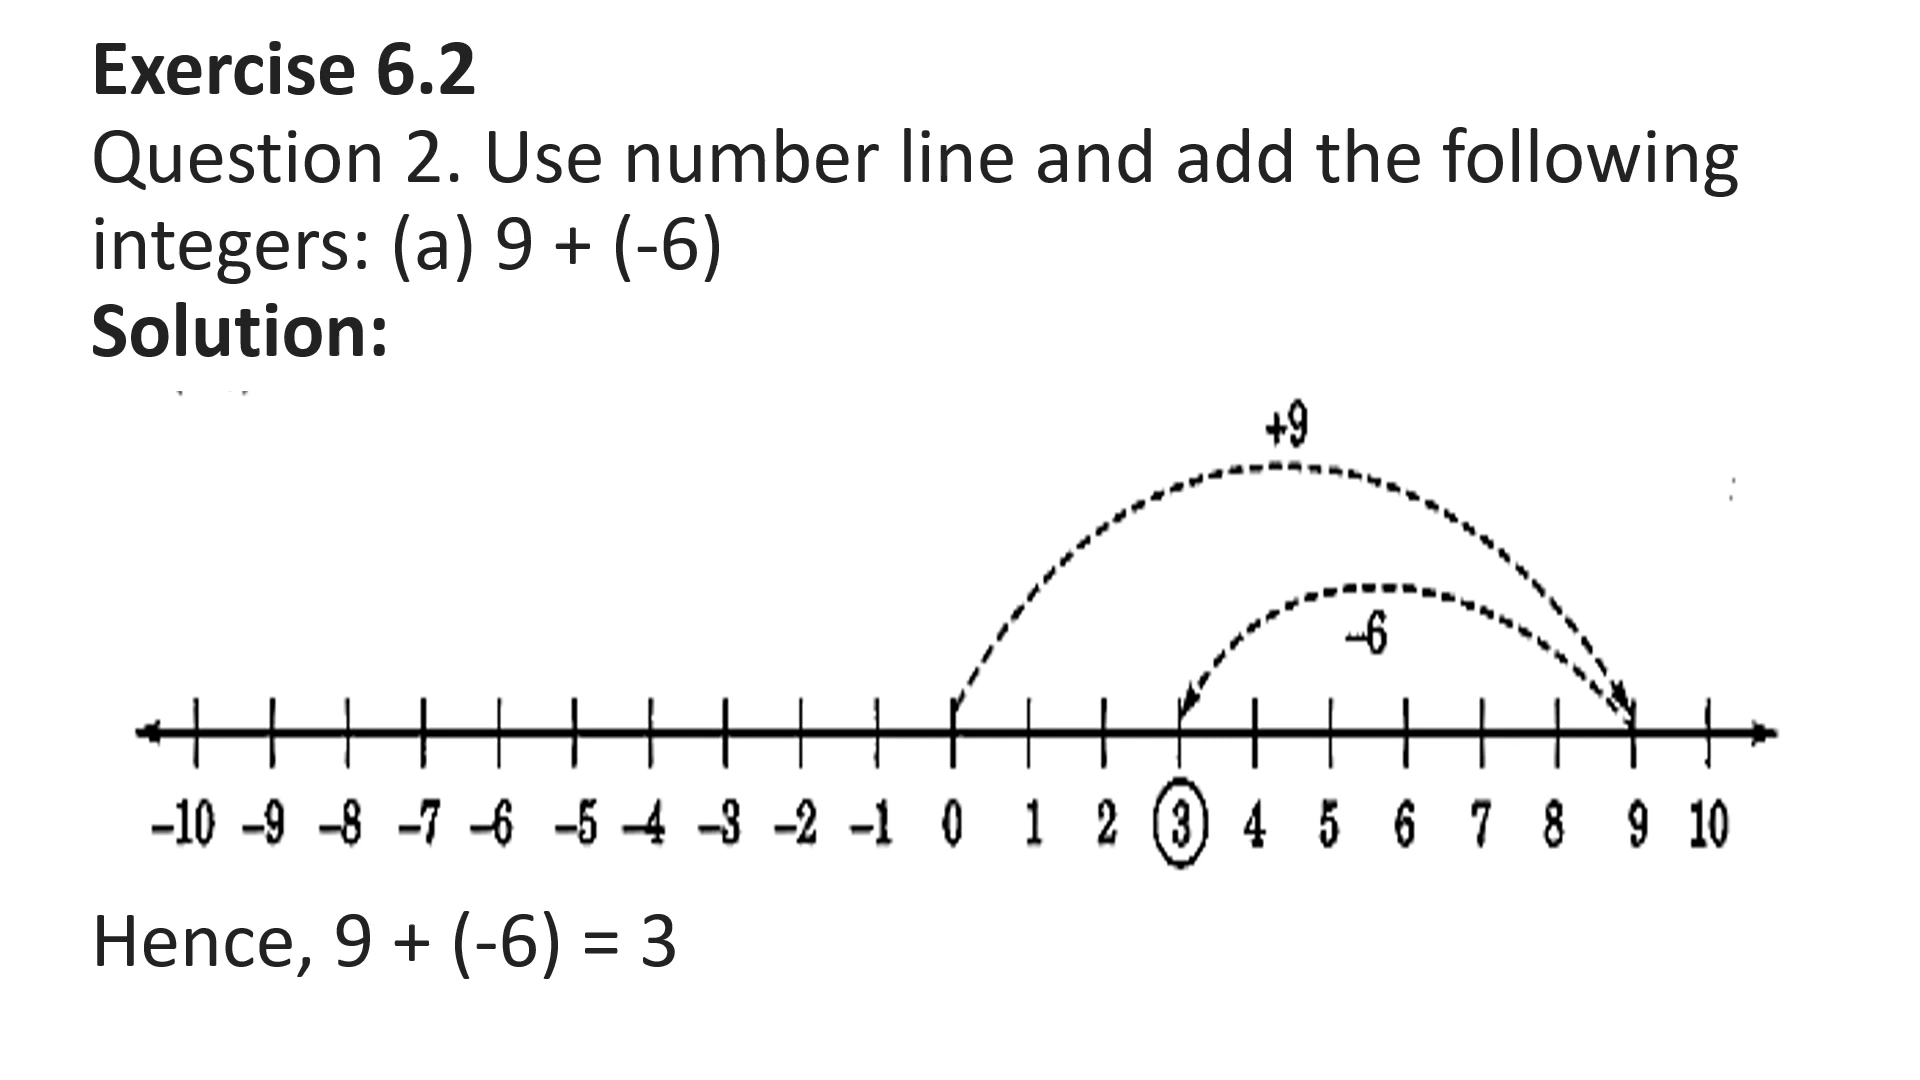 Exercise 6.2
Question 2. Use number line and add the following
integers: (a) 9 + (-6)
Solution:
+9
–6
–10 –9 –8 –7 –6 –5 –4 –3 –2 –1 0 1 2 3 4 5 6 7 8 9 10
Hence, 9 + (-6) = 3